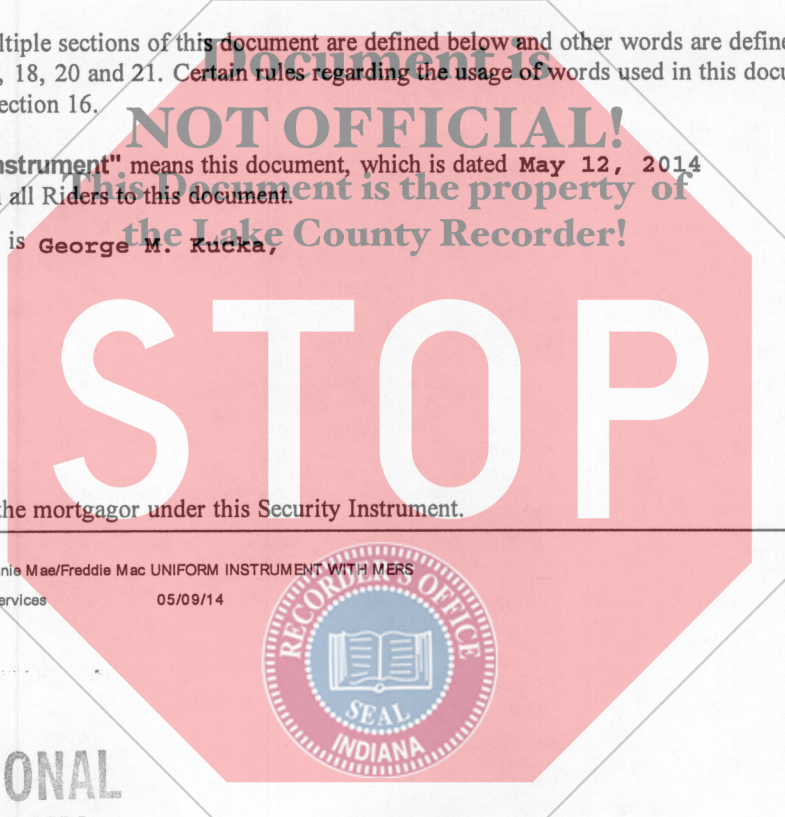 ltiple sections of this document are defined below and other words are define
, 18, 20 and 21. Certain rules regarding the usage of words used in this docu
ection 16.
Document is
NOT OFFICIAL!
This Document is the property of
the Lake County Recorder!
nstrument" means this document, which is dated May 12, 2014
all Riders to this document.
is George M. Kucka,
STOP
the mortgagor under this Security Instrument.
nie Mae/Freddie Mac UNIFORM INSTRUMENT WITH MERS
ervices 05/09/14
RECORDER'S OFFICE
SEAL
INDIANA
ONAL